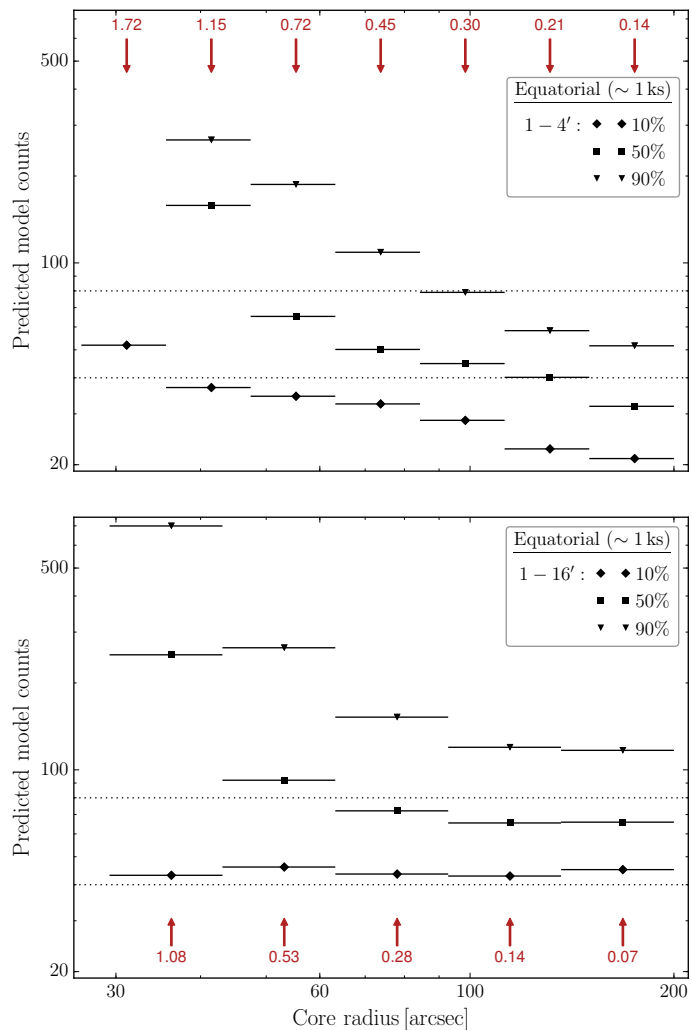 1.72 1.15 0.72 0.45 0.30 0.21 0.14
500
100
20
Predicted model counts
Equatorial (∼ 1 ks)
1 − 4′ : 10%
50%
90%
500
100
20
Predicted model counts
Equatorial (∼ 1 ks)
1 − 16′ : 10%
50%
90%
1.08 0.53 0.28 0.14 0.07
30 60 100 200
Core radius [arcsec]